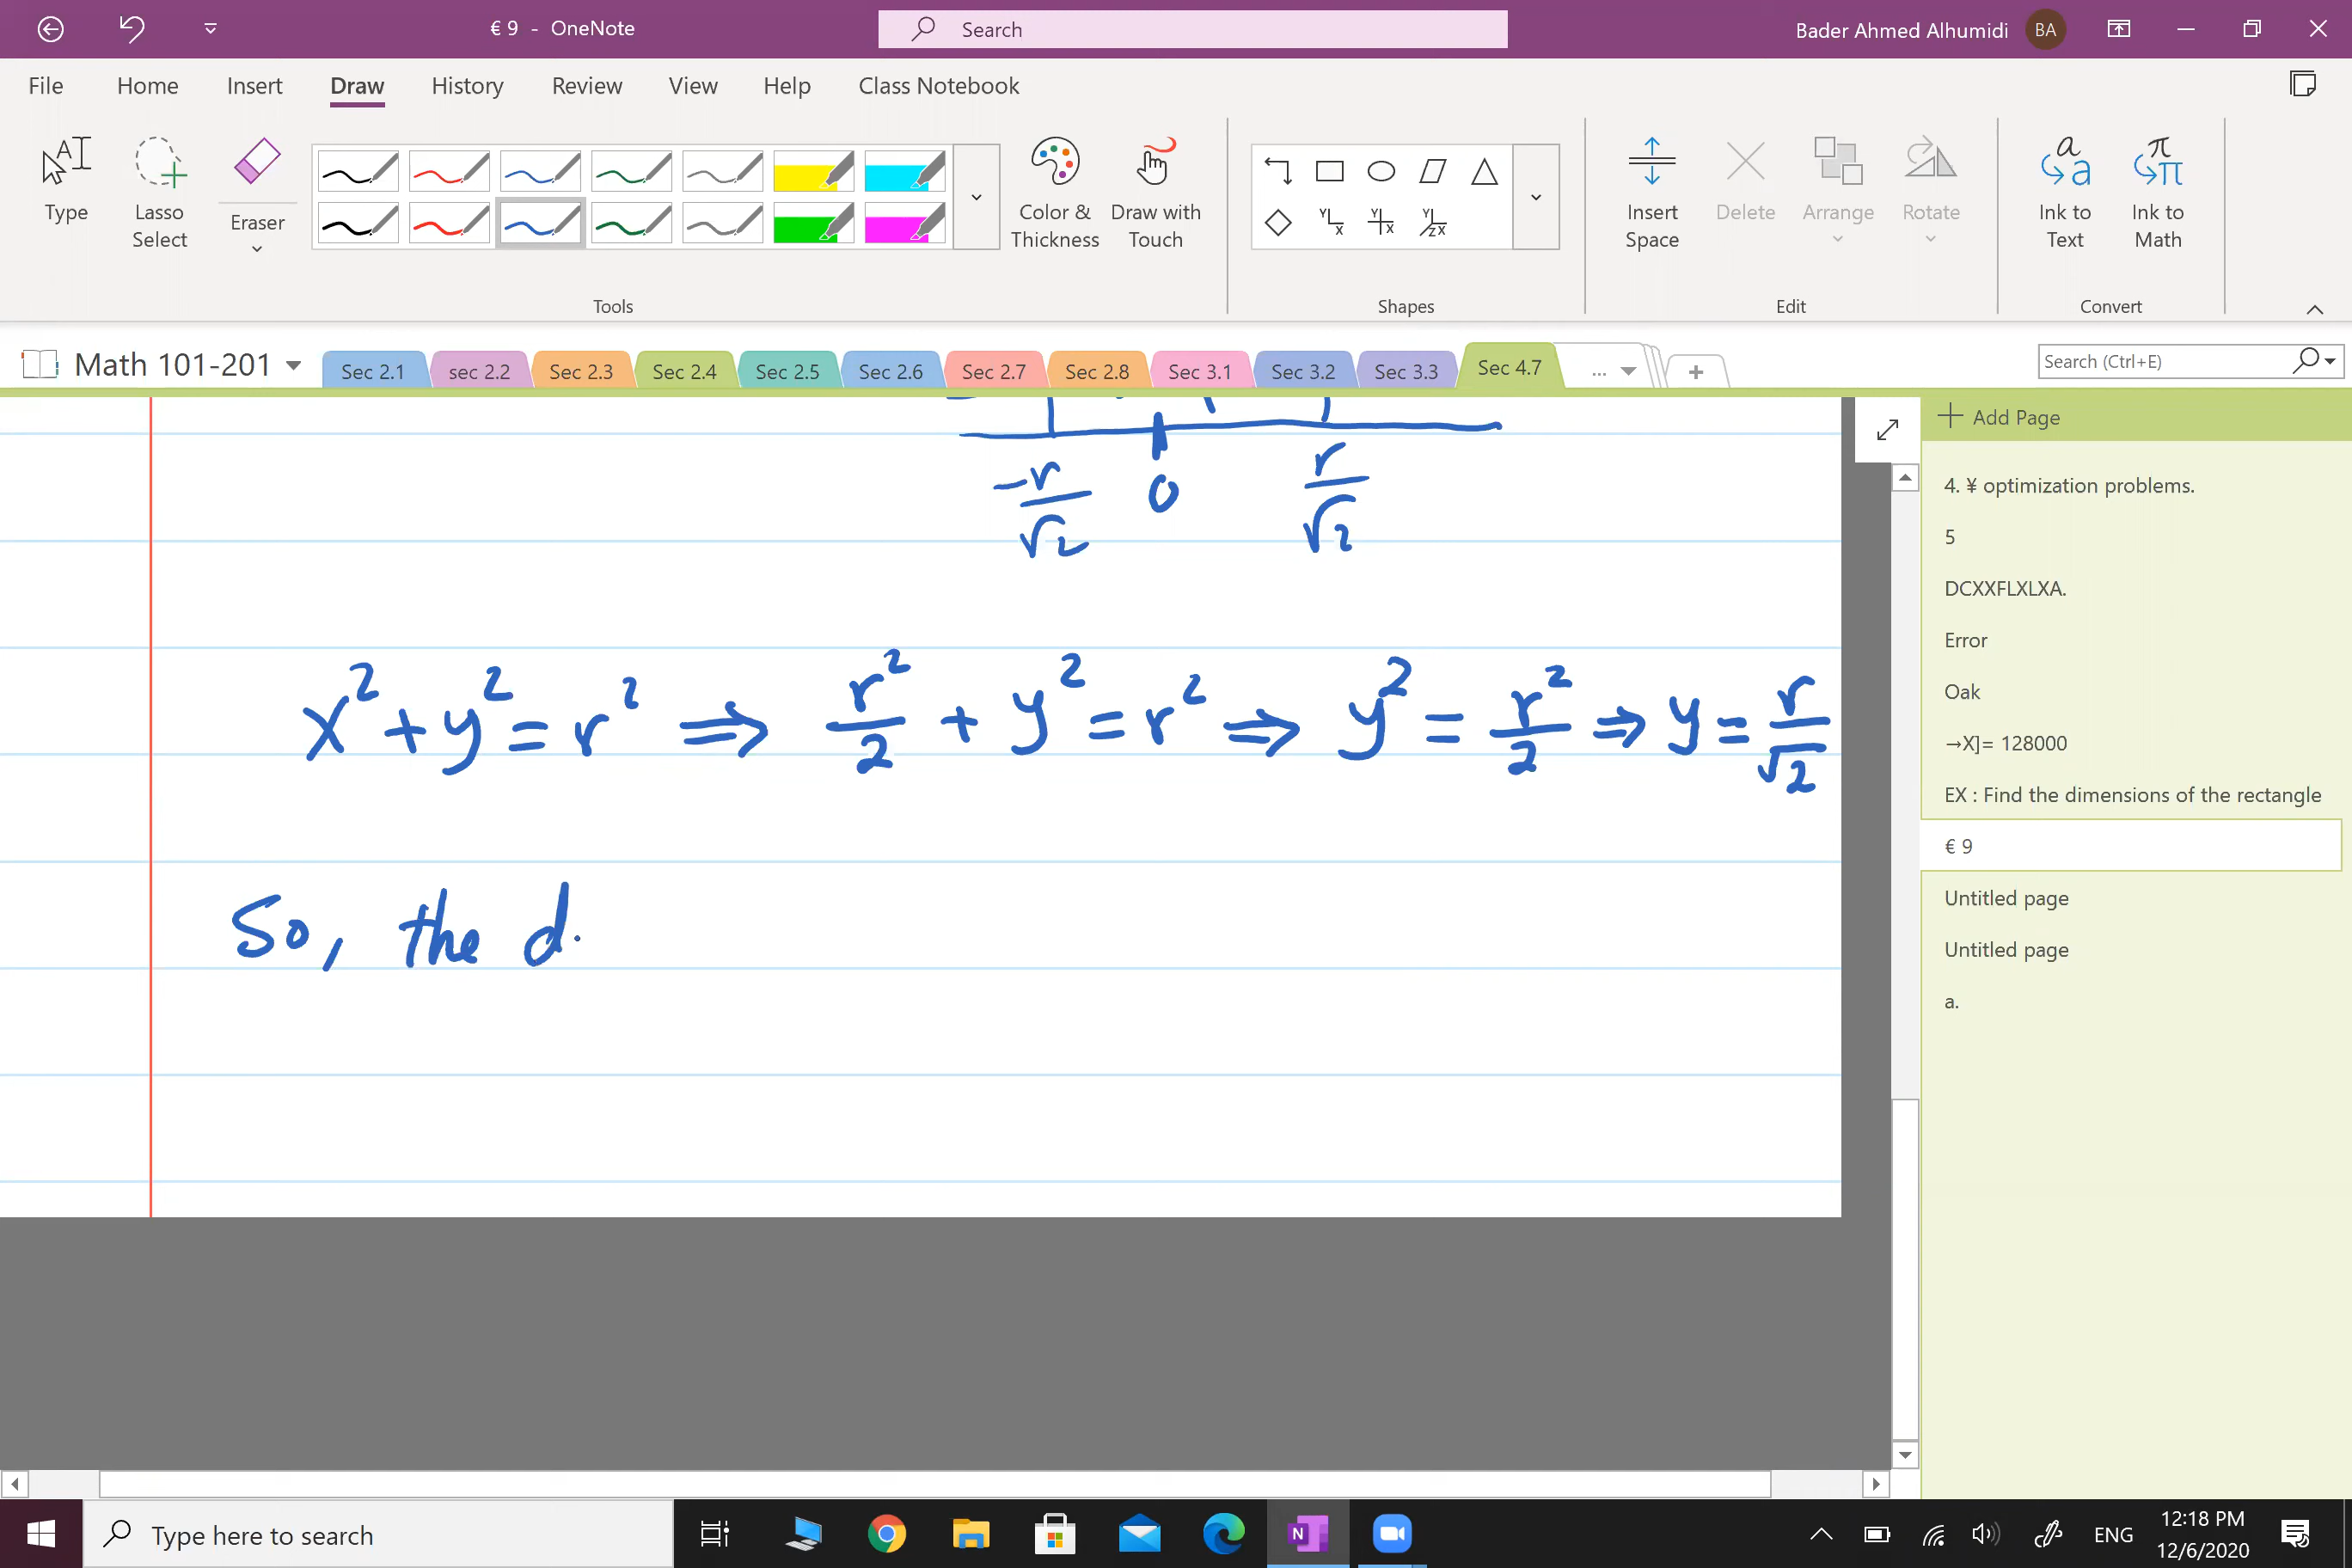 € 9 - OneNote
Search
Bader Ahmed Alhumidi BA
File Home Insert Draw History Review View Help Class Notebook
Type
Lasso Select
Eraser
Color & Thickness
Draw with Touch
Insert Space
Delete
Arrange
Rotate
Ink to Text
Ink to Math
Tools
Shapes
Edit
Convert
Math 101-201 Sec 2.1 sec 2.2 Sec 2.3 Sec 2.4 Sec 2.5 Sec 2.6 Sec 2.7 Sec 2.8 Sec 3.1 Sec 3.2 Sec 3.3 Sec 4.7 ... +
Search (Ctrl+E)
-r/√2 0 r/√2
x² + y² = r² ⇒ r²/2 + y² = r² ⇒ y² = r²/2 ⇒ y = r/√2
So, the d.
Add Page
4. ¥ optimization problems.
5
DCXXFLXLXA.
Error
Oak
→X]= 128000
EX : Find the dimensions of the rectangle
€ 9
Untitled page
Untitled page
a.
Type here to search
ENG
12:18 PM
12/6/2020